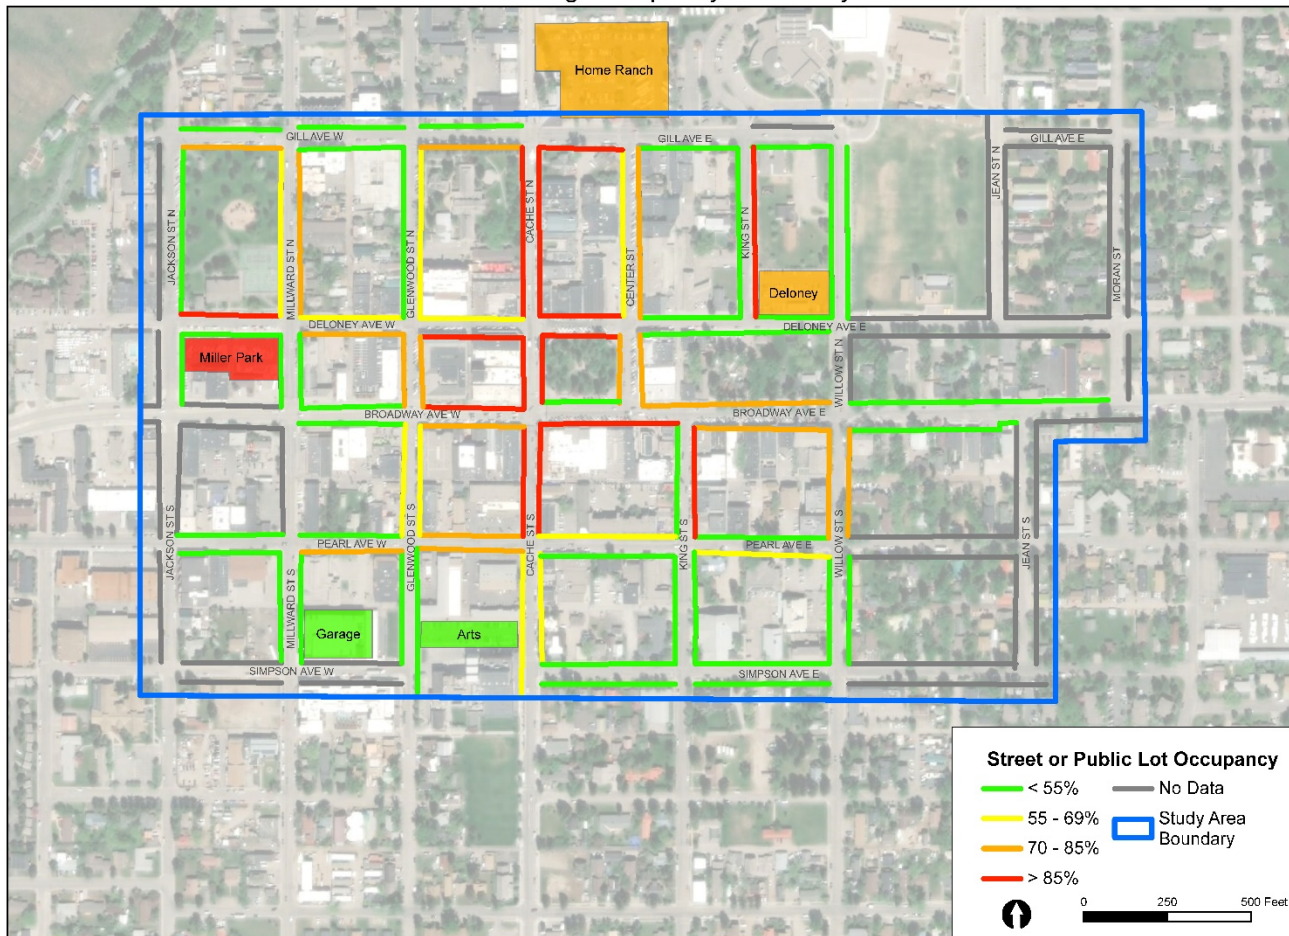 Home Ranch
GILL AVE W
GILL AVE E
GILL AVE E
JACKSON ST N
MILLWARD ST N
GLENWOOD ST N
CACHE ST N
CENTER ST
KING ST N
JEAN ST N
MORAN ST
Deloney
DELONEY AVE W
DELONEY AVE E
Miller Park
WILLOW ST N
BROADWAY AVE W
BROADWAY AVE E
JACKSON ST S
GLENWOOD ST S
CACHE ST S
KING ST S
WILLOW ST S
JEAN ST S
PEARL AVE W
PEARL AVE E
MILLWARD ST S
Garage
Arts
SIMPSON AVE W
SIMPSON AVE E
Street or Public Lot Occupancy
< 55%
No Data
55 - 69%
Study Area
Boundary
70 - 85%
> 85%
0 250 500 Feet